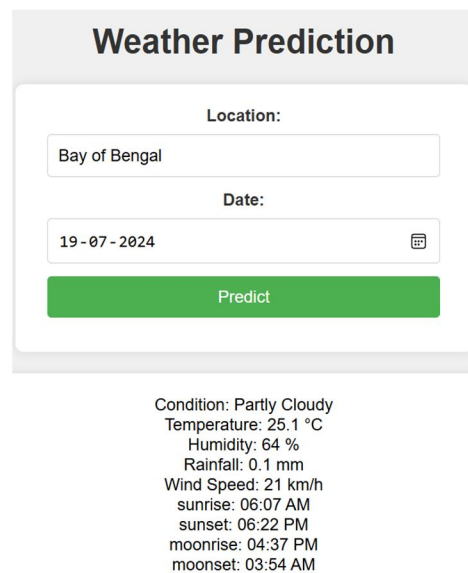 Weather Prediction
Location:
Bay of Bengal
Date:
19-07-2024
Predict
Condition: Partly Cloudy
Temperature: 25.1 °C
Humidity: 64 %
Rainfall: 0.1 mm
Wind Speed: 21 km/h
sunrise: 06:07 AM
sunset: 06:22 PM
moonrise: 04:37 PM
moonset: 03:54 AM